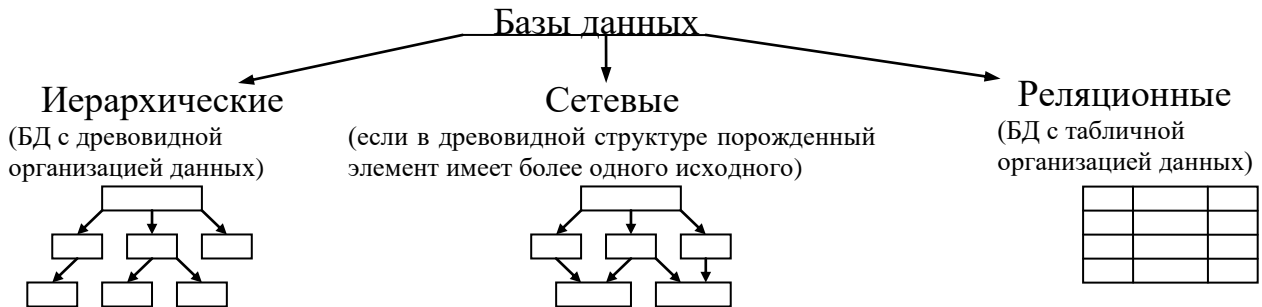 Базы данных
Иерархические
(БД с древовидной
организацией данных)
Сетевые
(если в древовидной структуре порожденный
элемент имеет более одного исходного)
Реляционные
(БД с табличной
организацией данных)